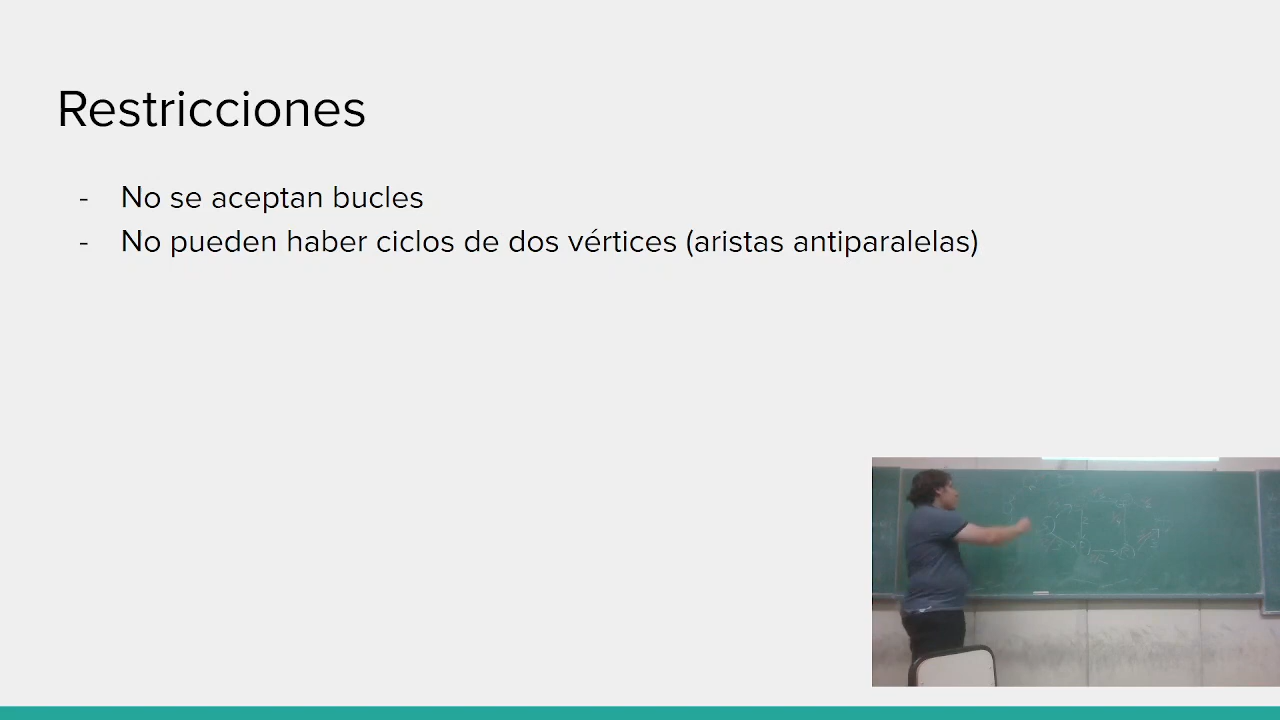 Restricciones
- No se aceptan bucles
- No pueden haber ciclos de dos vértices (aristas antiparalelas)